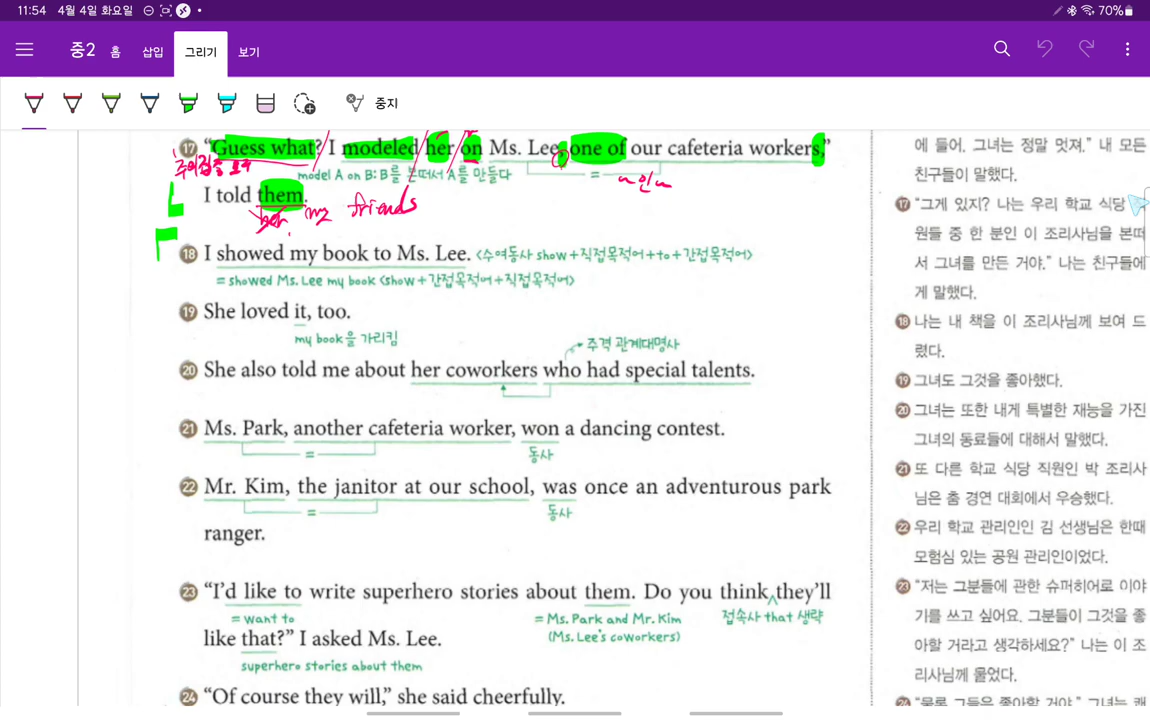 11:54 4월 4일 화요일
70%
중2 홈 삽입 그리기 보기
중지
⑰ “Guess what? I modeled her on Ms. Lee, one of our cafeteria workers,”
주의집중 효과
model A on B: B를 본떠서 A를 만들다
=
~인~
I told them.
her. my friends
⑱ I showed my book to Ms. Lee. <수여동사 show+직접목적어+to+간접목적어>
= showed Ms. Lee my book <show+간접목적어+직접목적어>
⑲ She loved it, too.
my book을 가리킴
주격 관계대명사
⑳ She also told me about her coworkers who had special talents.
㉑ Ms. Park, another cafeteria worker, won a dancing contest.
= 동사
㉒ Mr. Kim, the janitor at our school, was once an adventurous park
= 동사
ranger.
㉓ “I’d like to write superhero stories about them. Do you think they’ll
= want to = Ms. Park and Mr. Kim 접속사 that 생략
(Ms. Lee’s coworkers)
like that?” I asked Ms. Lee.
superhero stories about them
㉔ “Of course they will,” she said cheerfully.
에 들어. 그녀는 정말 멋져.” 내 모든
친구들이 말했다.
⑰ “그게 있지? 나는 우리 학교 식당
원들 중 한 분인 이 조리사님을 본떠
서 그녀를 만든 거야.” 나는 친구들에
게 말했다.
⑱ 나는 내 책을 이 조리사님께 보여 드
렸다.
⑲ 그녀도 그것을 좋아했다.
⑳ 그녀는 또한 내게 특별한 재능을 가진
그녀의 동료들에 대해서 말했다.
㉑ 또 다른 학교 식당 직원인 박 조리사
님은 춤 경연 대회에서 우승했다.
㉒ 우리 학교 관리인인 김 선생님은 한때
모험심 있는 공원 관리인이었다.
㉓ “저는 그분들에 관한 슈퍼히어로 이야
기를 쓰고 싶어요. 그분들이 그것을 좋
아할 거라고 생각하세요?” 나는 이 조
리사님께 물었다.
㉔ “물론 그들은 좋아할 거야.” 그녀는 쾌